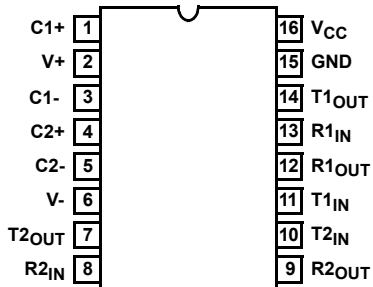 C1+ 1 16 VCC
V+ 2 15 GND
C1- 3 14 T1OUT
C2+ 4 13 R1IN
C2- 5 12 R1OUT
V- 6 11 T1IN
T2OUT 7 10 T2IN
R2IN 8 9 R2OUT